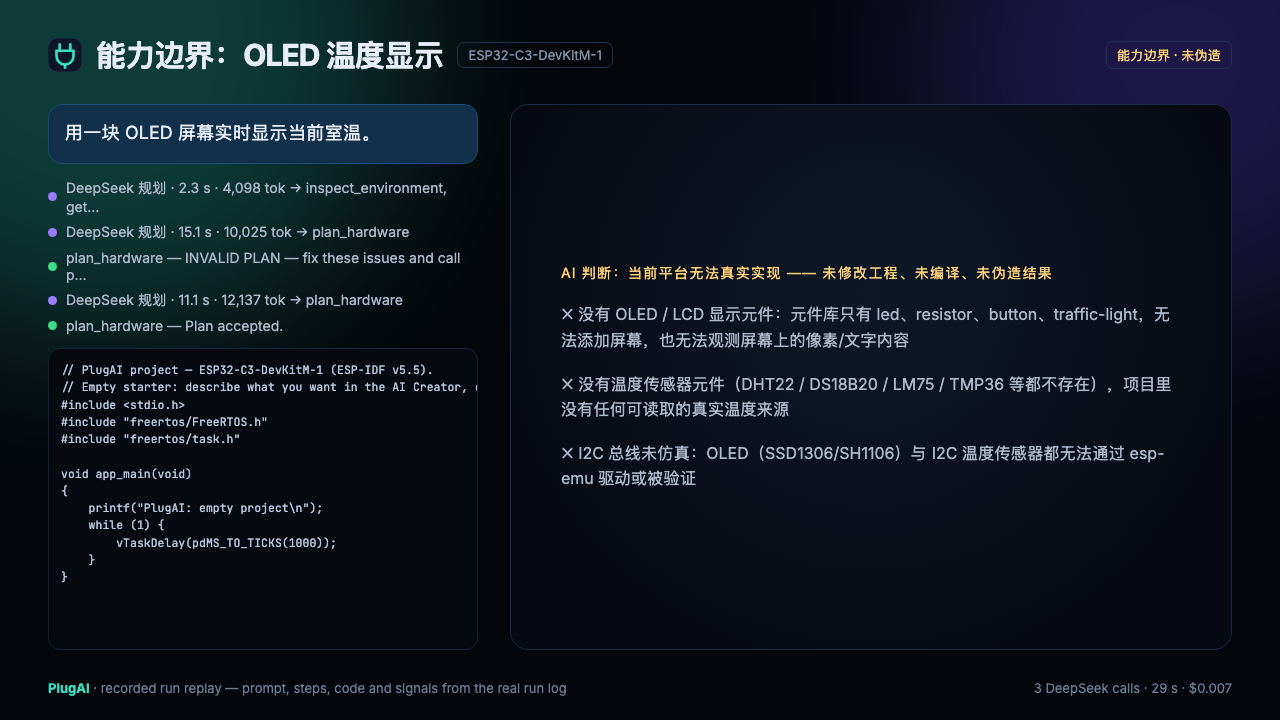 能力边界：OLED 温度显示
ESP32-C3-DevKitM-1
能力边界 · 未伪造
用一块 OLED 屏幕实时显示当前室温。
DeepSeek 规划 · 2.3 s · 4,098 tok → inspect_environment,
get…
DeepSeek 规划 · 15.1 s · 10,025 tok → plan_hardware
plan_hardware — INVALID PLAN — fix these issues and call
p…
DeepSeek 规划 · 11.1 s · 12,137 tok → plan_hardware
plan_hardware — Plan accepted.
// PlugAI project — ESP32-C3-DevKitM-1 (ESP-IDF v5.5).
// Empty starter: describe what you want in the AI Creator,
#include <stdio.h>
#include "freertos/FreeRTOS.h"
#include "freertos/task.h"
void app_main(void)
{
    printf("PlugAI: empty project\n");
    while (1) {
        vTaskDelay(pdMS_TO_TICKS(1000));
    }
}
AI 判断：当前平台无法真实实现 —— 未修改工程、未编译、未伪造结果
✕ 没有 OLED / LCD 显示元件：元件库只有 led、resistor、button、traffic-light，无
法添加屏幕，也无法观测屏幕上的像素/文字内容
✕ 没有温度传感器元件（DHT22 / DS18B20 / LM75 / TMP36 等都不存在），项目里
没有任何可读取的真实温度来源
✕ I2C 总线未仿真：OLED（SSD1306/SH1106）与 I2C 温度传感器都无法通过 esp-
emu 驱动或被验证
PlugAI · recorded run replay — prompt, steps, code and signals from the real run log
3 DeepSeek calls · 29 s · $0.007